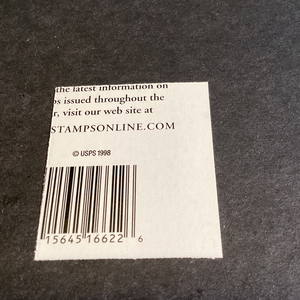 the latest information on
ps issued throughout the
r, visit our web site at
STAMPSONLINE.COM
© USPS 1998
15645 16622 6